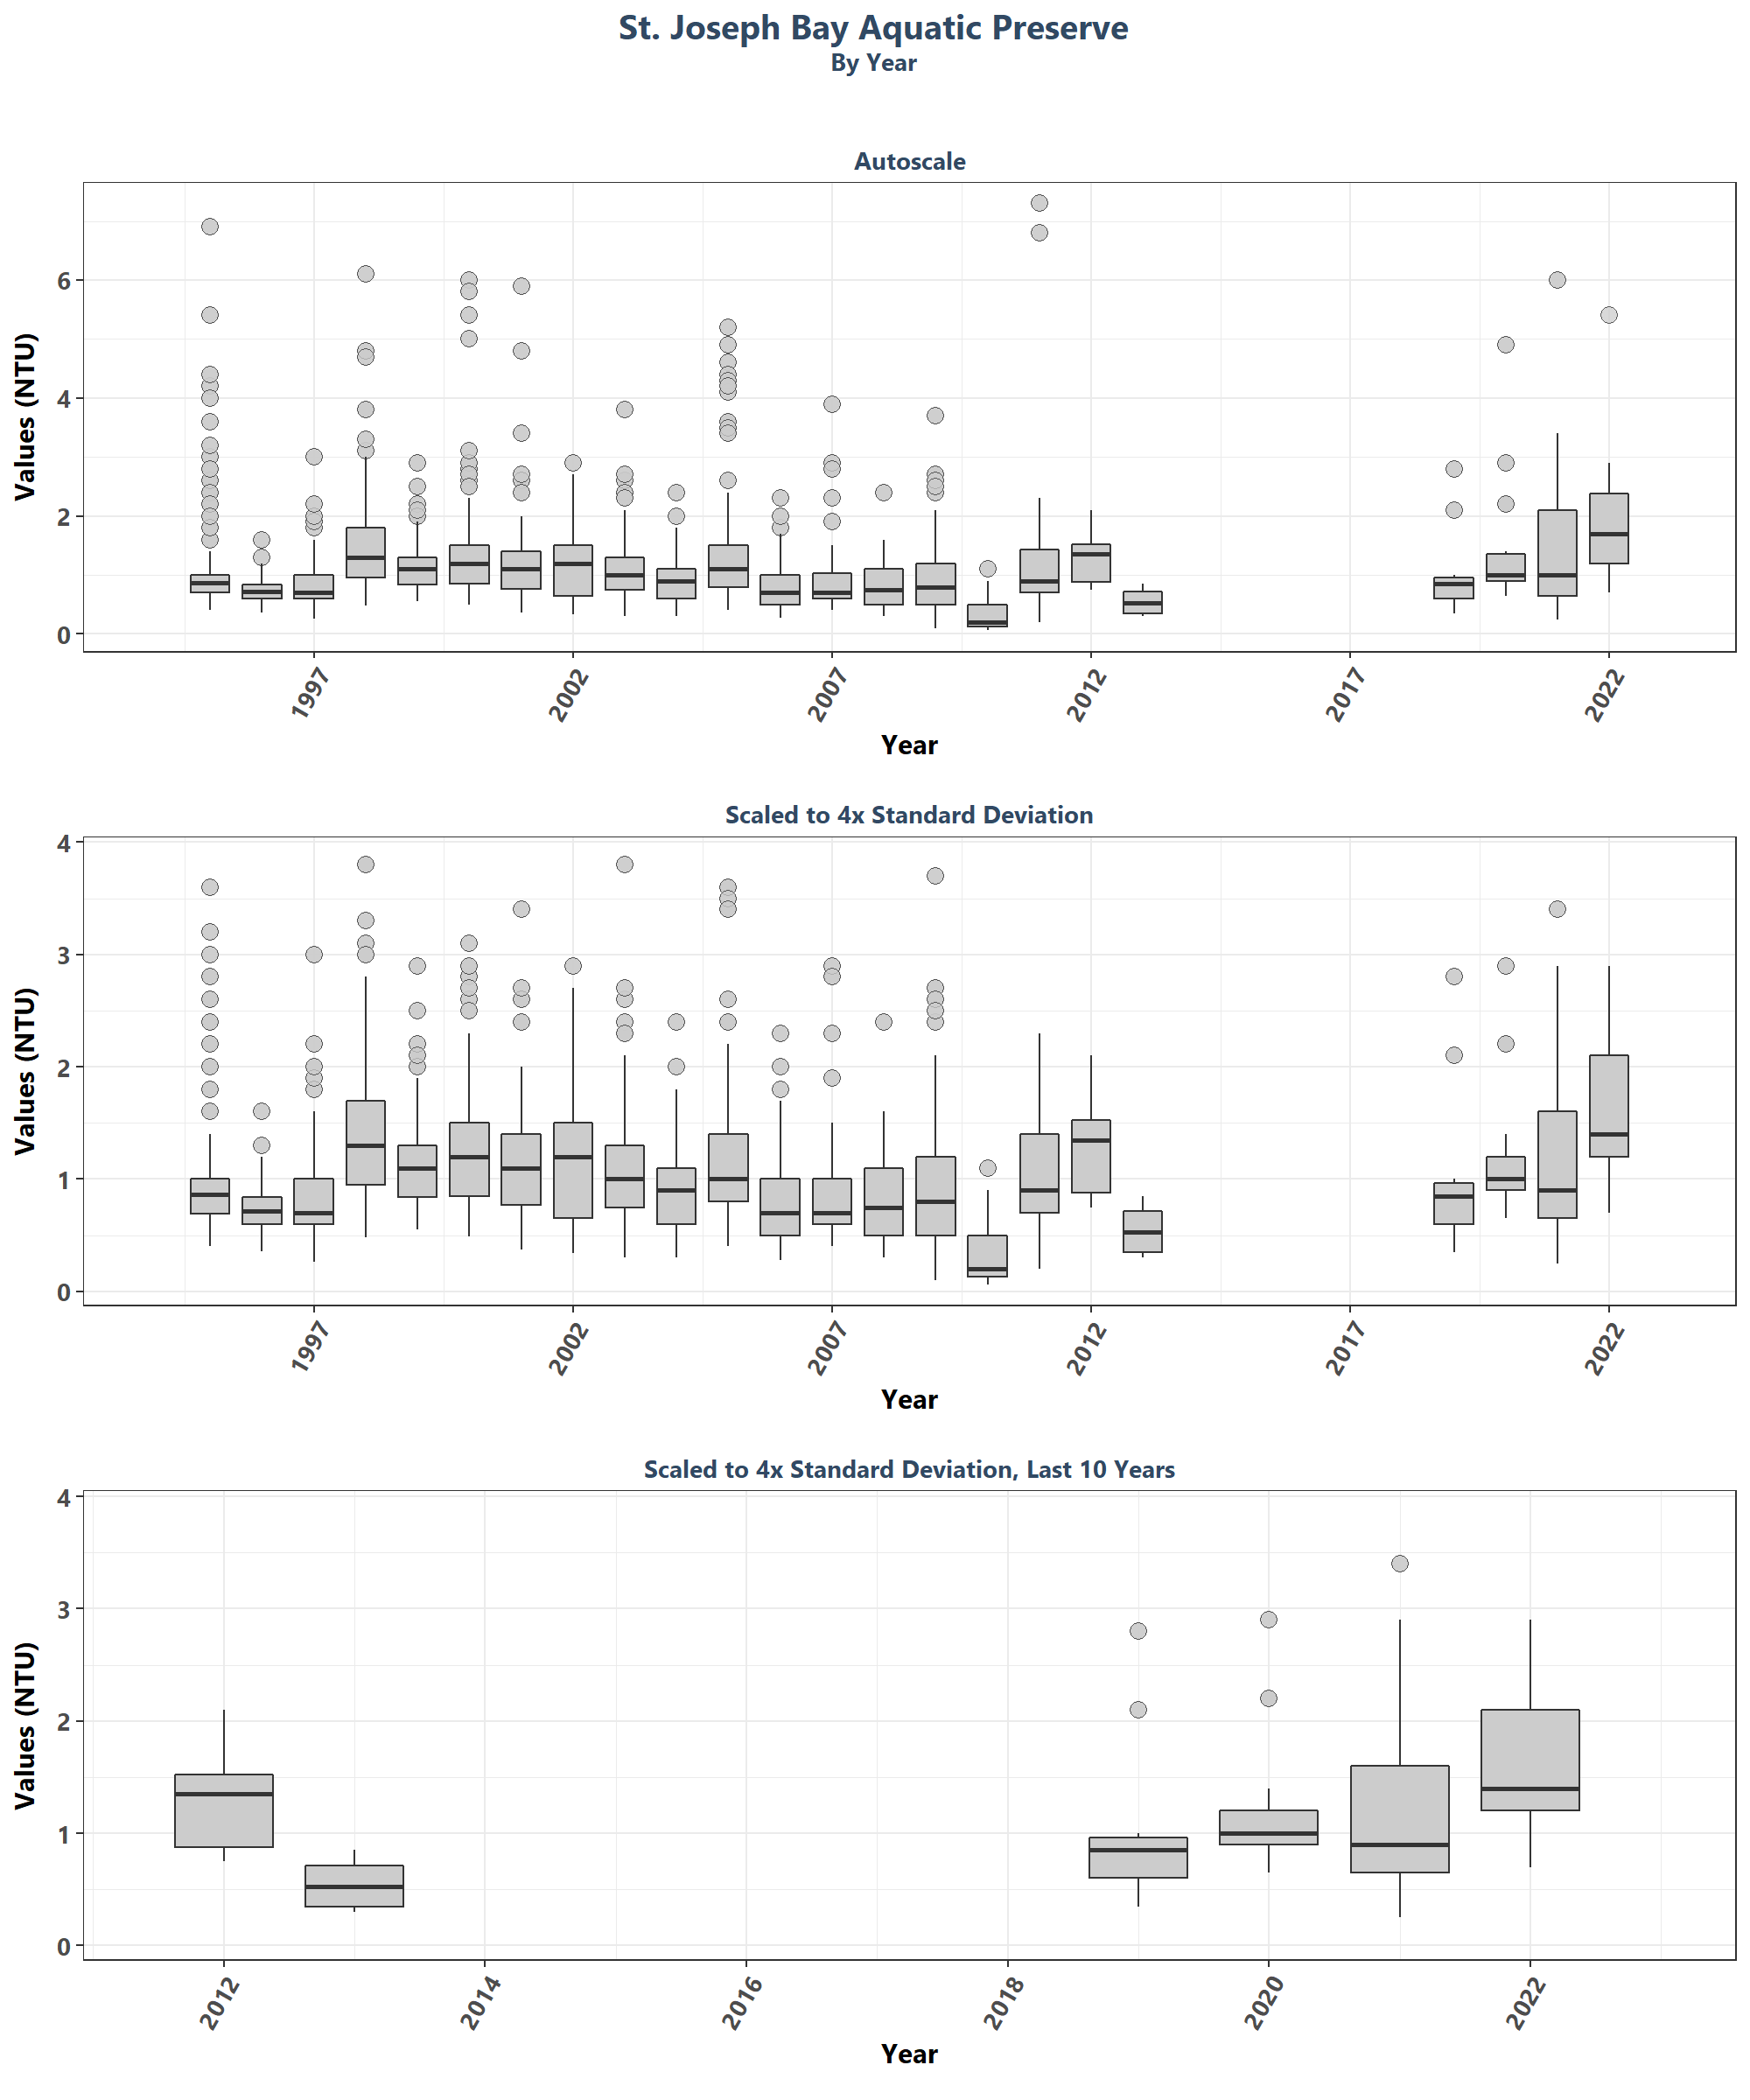 St. Joseph Bay Aquatic Preserve
By Year
Autoscale
Values (NTU)
6
4
2
0
1997 2002 2007 2012 2017 2022
Year
Scaled to 4x Standard Deviation
Values (NTU)
4
3
2
1
0
1997 2002 2007 2012 2017 2022
Year
Scaled to 4x Standard Deviation, Last 10 Years
Values (NTU)
4
3
2
1
0
2012 2014 2016 2018 2020 2022
Year